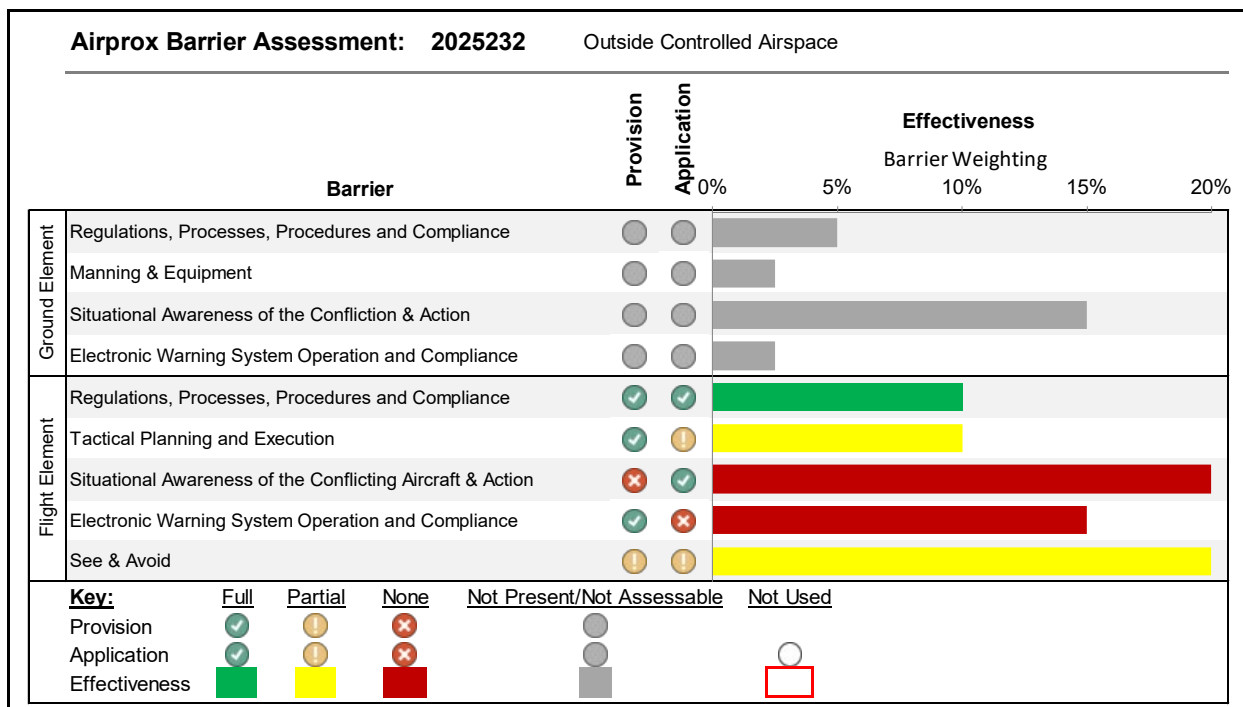 Airprox Barrier Assessment: 2025232 Outside Controlled Airspace
Barrier
Provision
Application
Effectiveness
Barrier Weighting
0% 5% 10% 15% 20%
Ground Element
Regulations, Processes, Procedures and Compliance
Manning & Equipment
Situational Awareness of the Confliction & Action
Electronic Warning System Operation and Compliance
Flight Element
Regulations, Processes, Procedures and Compliance
Tactical Planning and Execution
Situational Awareness of the Conflicting Aircraft & Action
Electronic Warning System Operation and Compliance
See & Avoid
Key: Full Partial None Not Present/Not Assessable Not Used
Provision
Application
Effectiveness